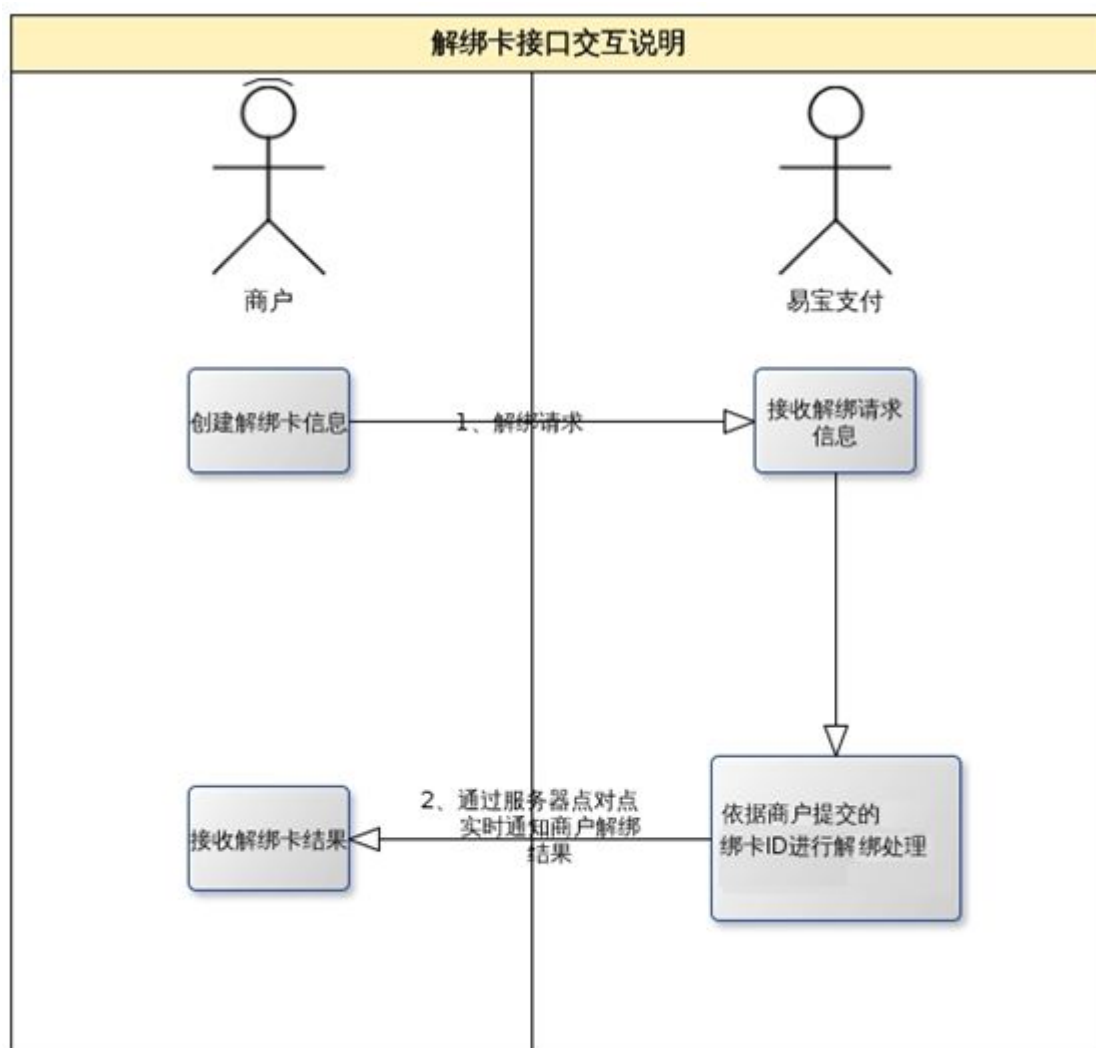 解绑卡接口交互说明
商户
易宝支付
创建解绑卡信息
1、解绑请求
接收解绑请求
信息
接收解绑卡结果
2、通过服务器点对点
实时通知商户解绑
结果
依据商户提交的
绑卡ID进行解绑处理